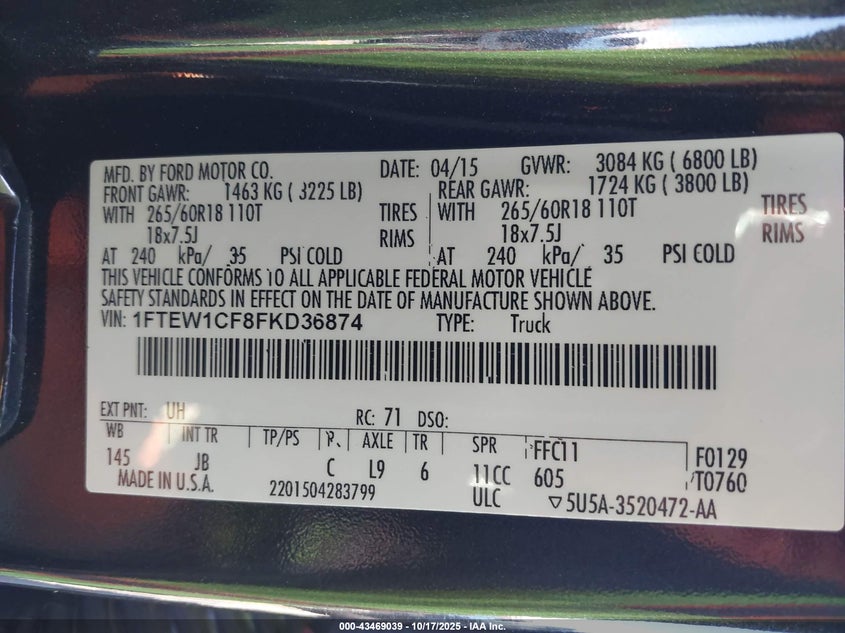 MFD. BY FORD MOTOR CO. DATE: 04/15 GVWR: 3084 KG ( 6800 LB)
FRONT GAWR: 1463 KG ( 3225 LB) REAR GAWR: 1724 KG ( 3800 LB)
WITH 265/60R18 110T TIRES WITH 265/60R18 110T TIRES
18x7.5J RIMS 18x7.5J RIMS
AT 240 kPa/ 35 PSI COLD AT 240 kPa/ 35 PSI COLD
THIS VEHICLE CONFORMS TO ALL APPLICABLE FEDERAL MOTOR VEHICLE
SAFETY STANDARDS IN EFFECT ON THE DATE OF MANUFACTURE SHOWN ABOVE.
VIN: 1FTEW1CF8FKD36874 TYPE: Truck
EXT PNT: UH RC: 71 DSO:
WB INT TR TP/PS R. AXLE TR SPR FFC11 F0129
145 JB C L9 6 11CC 605 T0760
MADE IN U.S.A. 2201504283799 ULC ▽5U5A-3520472-AA
000-43469039 - 10/17/2025 - IAA Inc.